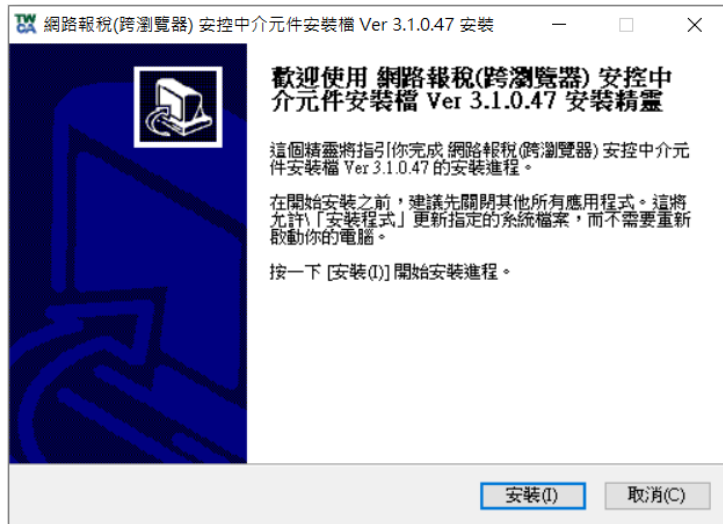 TWCA 網路報稅(跨瀏覽器) 安控中介元件安裝檔 Ver 3.1.0.47 安裝
歡迎使用 網路報稅(跨瀏覽器) 安控中
介元件安裝檔 Ver 3.1.0.47 安裝精靈
這個精靈將指引你完成 網路報稅(跨瀏覽器) 安控中介元
件安裝檔 Ver 3.1.0.47 的安裝進程。
在開始安裝之前，建議先關閉其他所有應用程式。這將
允許\「安裝程式」更新指定的系統檔案，而不需要重新
啟動你的電腦。
按一下 [安裝(I)] 開始安裝進程。
安裝(I) 取消(C)